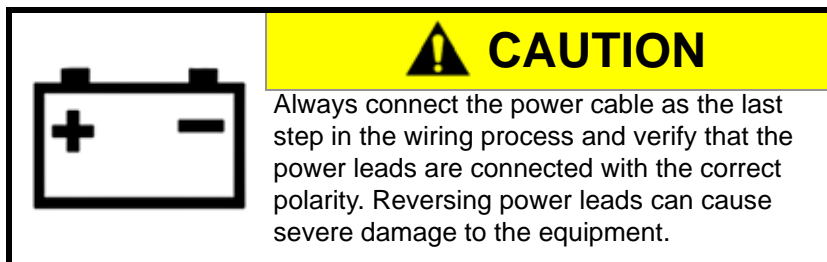 CAUTION
Always connect the power cable as the last
step in the wiring process and verify that the
power leads are connected with the correct
polarity. Reversing power leads can cause
severe damage to the equipment.